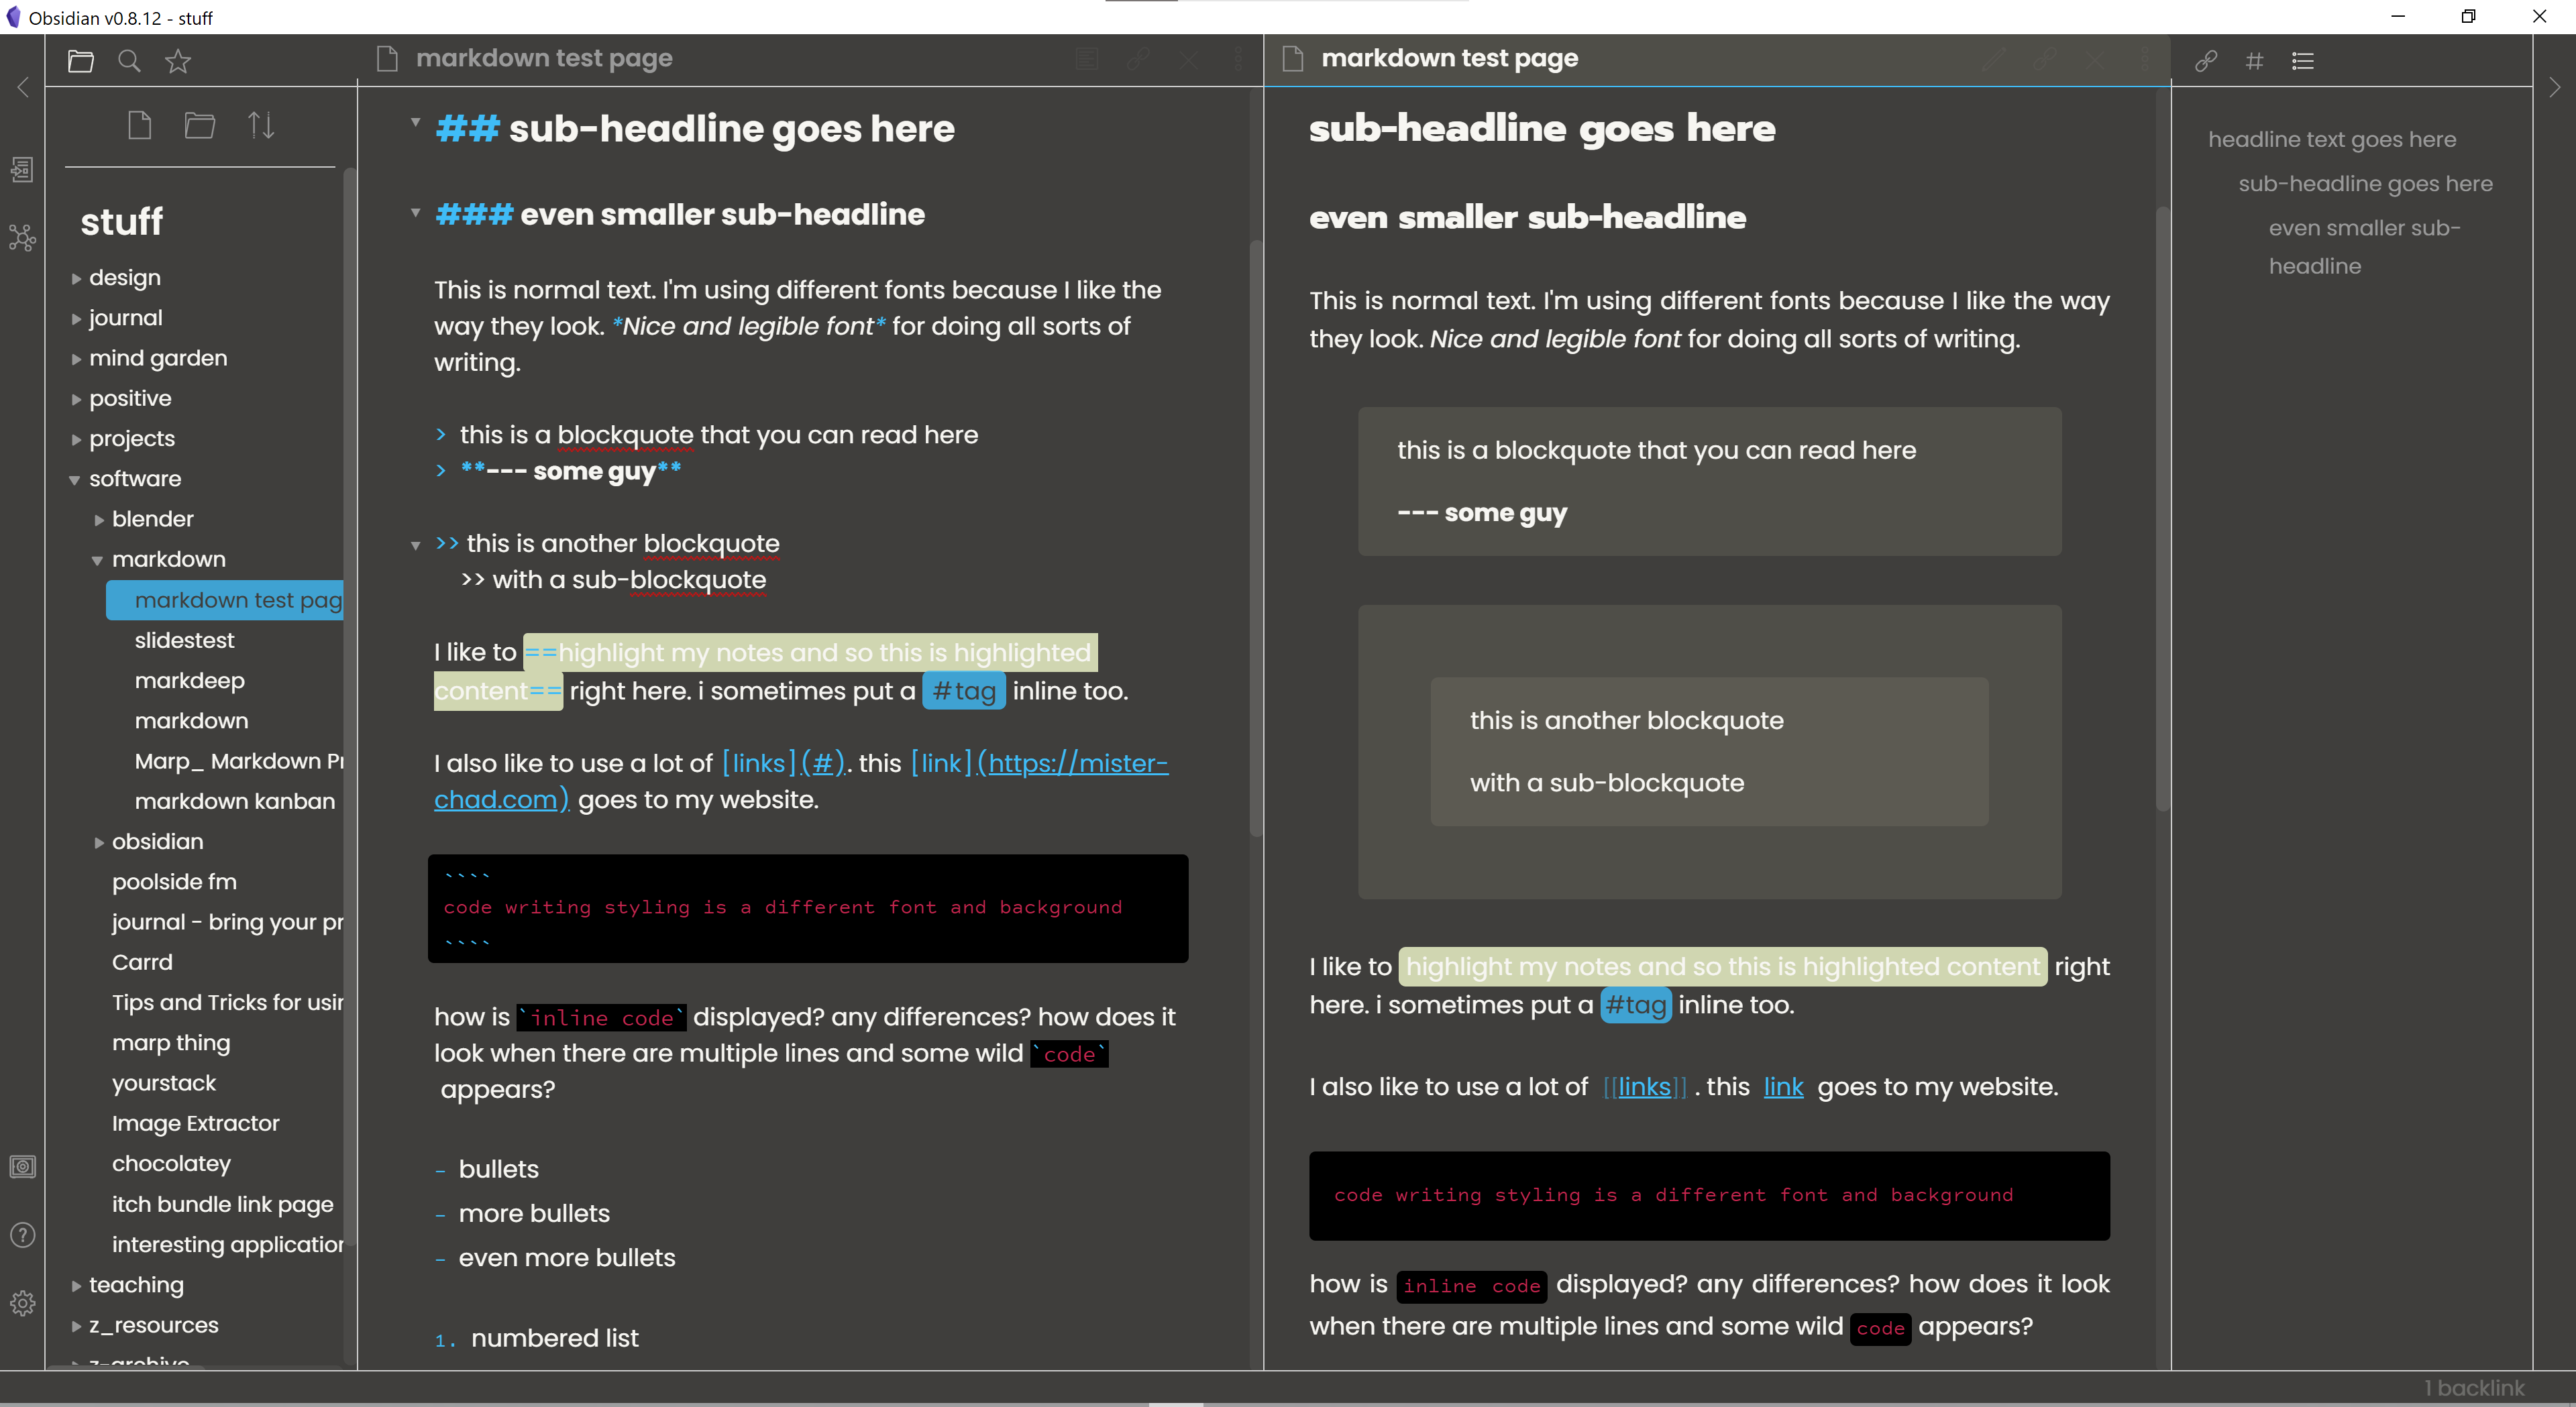 Obsidian v0.8.12 - stuff
stuff
design
journal
mind garden
positive
projects
software
blender
markdown
markdown test pag
slidestest
markdeep
markdown
Marp_ Markdown Pr
markdown kanban
obsidian
poolside fm
journal - bring your pr
Carrd
Tips and Tricks for usin
marp thing
yourstack
Image Extractor
chocolatey
itch bundle link page
interesting application
teaching
z_resources
z-archive
markdown test page
## sub-headline goes here
### even smaller sub-headline
This is normal text. I'm using different fonts because I like the
way they look. *Nice and legible font* for doing all sorts of
writing.
> this is a blockquote that you can read here
> **--- some guy**
>> this is another blockquote
>> with a sub-blockquote
I like to ==highlight my notes and so this is highlighted
content== right here. i sometimes put a #tag inline too.
I also like to use a lot of [links](#). this [link](https://mister-
chad.com) goes to my website.
````
code writing styling is a different font and background
````
how is `inline code` displayed? any differences? how does it
look when there are multiple lines and some wild `code`
appears?
- bullets
- more bullets
- even more bullets
1. numbered list
markdown test page
sub-headline goes here
even smaller sub-headline
This is normal text. I'm using different fonts because I like the way
they look. Nice and legible font for doing all sorts of writing.
this is a blockquote that you can read here
--- some guy
this is another blockquote
with a sub-blockquote
I like to highlight my notes and so this is highlighted content right
here. i sometimes put a #tag inline too.
I also like to use a lot of [[links]] . this link goes to my website.
code writing styling is a different font and background
how is inline code displayed? any differences? how does it look
when there are multiple lines and some wild code appears?
headline text goes here
sub-headline goes here
even smaller sub-
headline
1 backlink